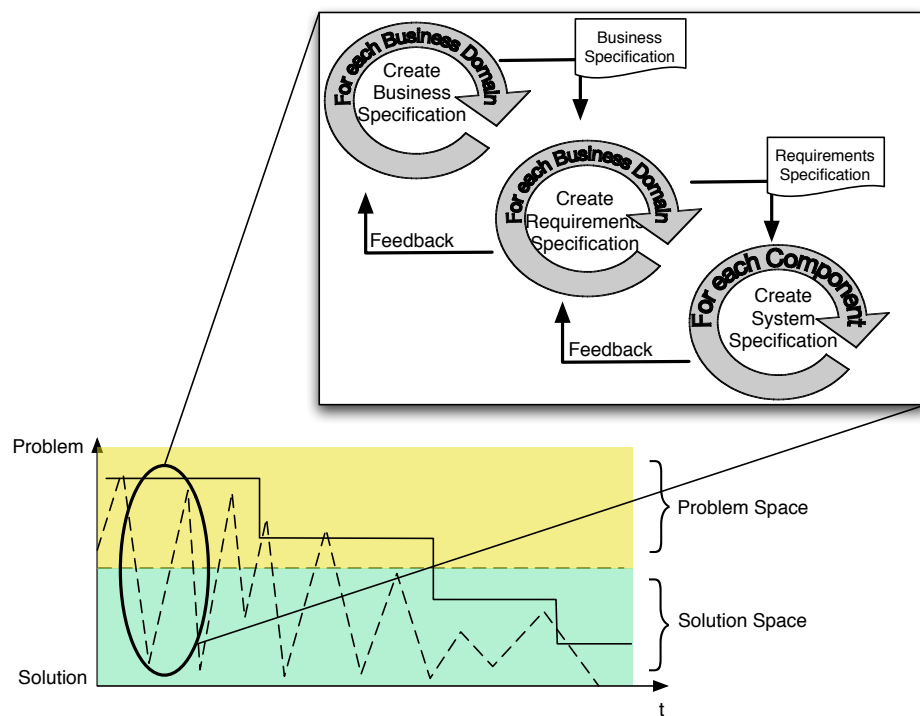 For each Business Domain
Create
Business
Specification
Business
Specification
For each Business Domain
Create
Requirements
Specification
Requirements
Specification
Feedback
For each Component
Create
System
Specification
Feedback
Problem
Problem Space
Solution Space
Solution
t